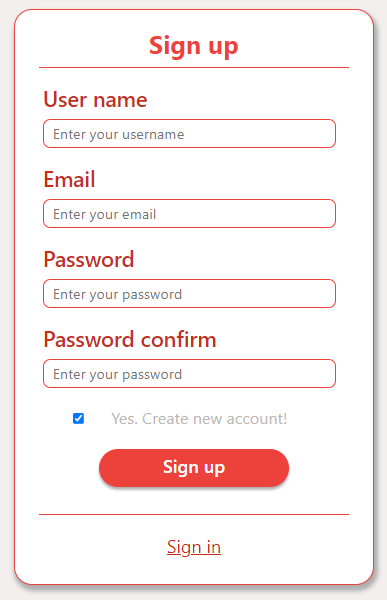 Sign up
User name
Enter your username
Email
Enter your email
Password
Enter your password
Password confirm
Enter your password
Yes. Create new account!
Sign up
Sign in